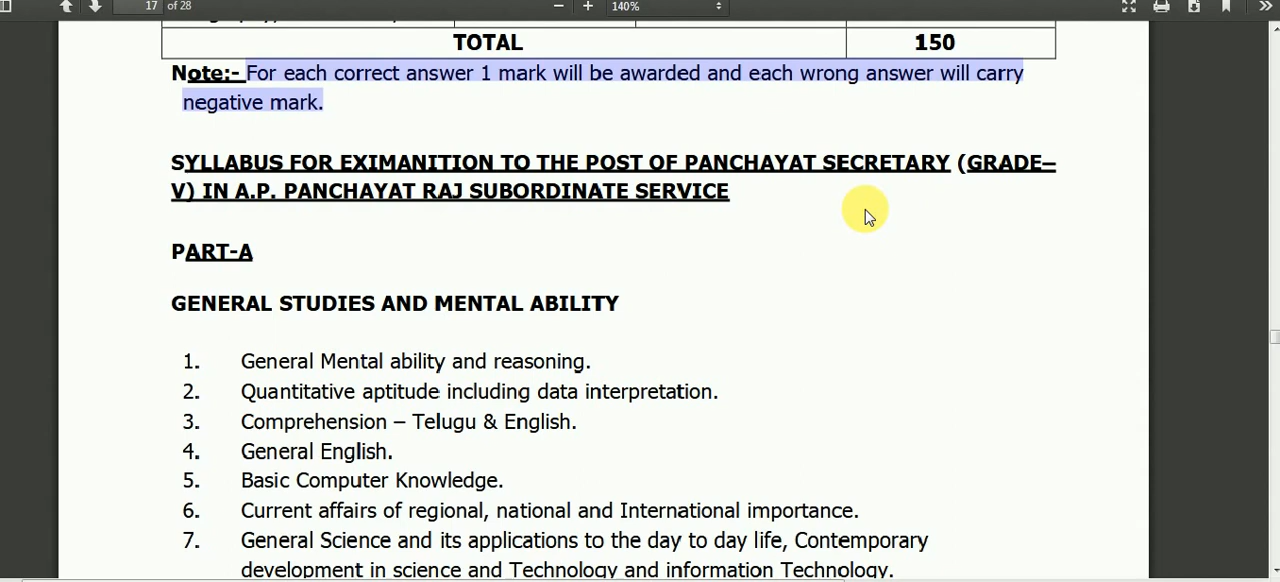 17 of 28
140%
TOTAL 150
Note:- For each correct answer 1 mark will be awarded and each wrong answer will carry
negative mark.
SYLLABUS FOR EXIMANITION TO THE POST OF PANCHAYAT SECRETARY (GRADE–
V) IN A.P. PANCHAYAT RAJ SUBORDINATE SERVICE
PART-A
GENERAL STUDIES AND MENTAL ABILITY
1. General Mental ability and reasoning.
2. Quantitative aptitude including data interpretation.
3. Comprehension – Telugu & English.
4. General English.
5. Basic Computer Knowledge.
6. Current affairs of regional, national and International importance.
7. General Science and its applications to the day to day life, Contemporary
development in science and Technology and information Technology.